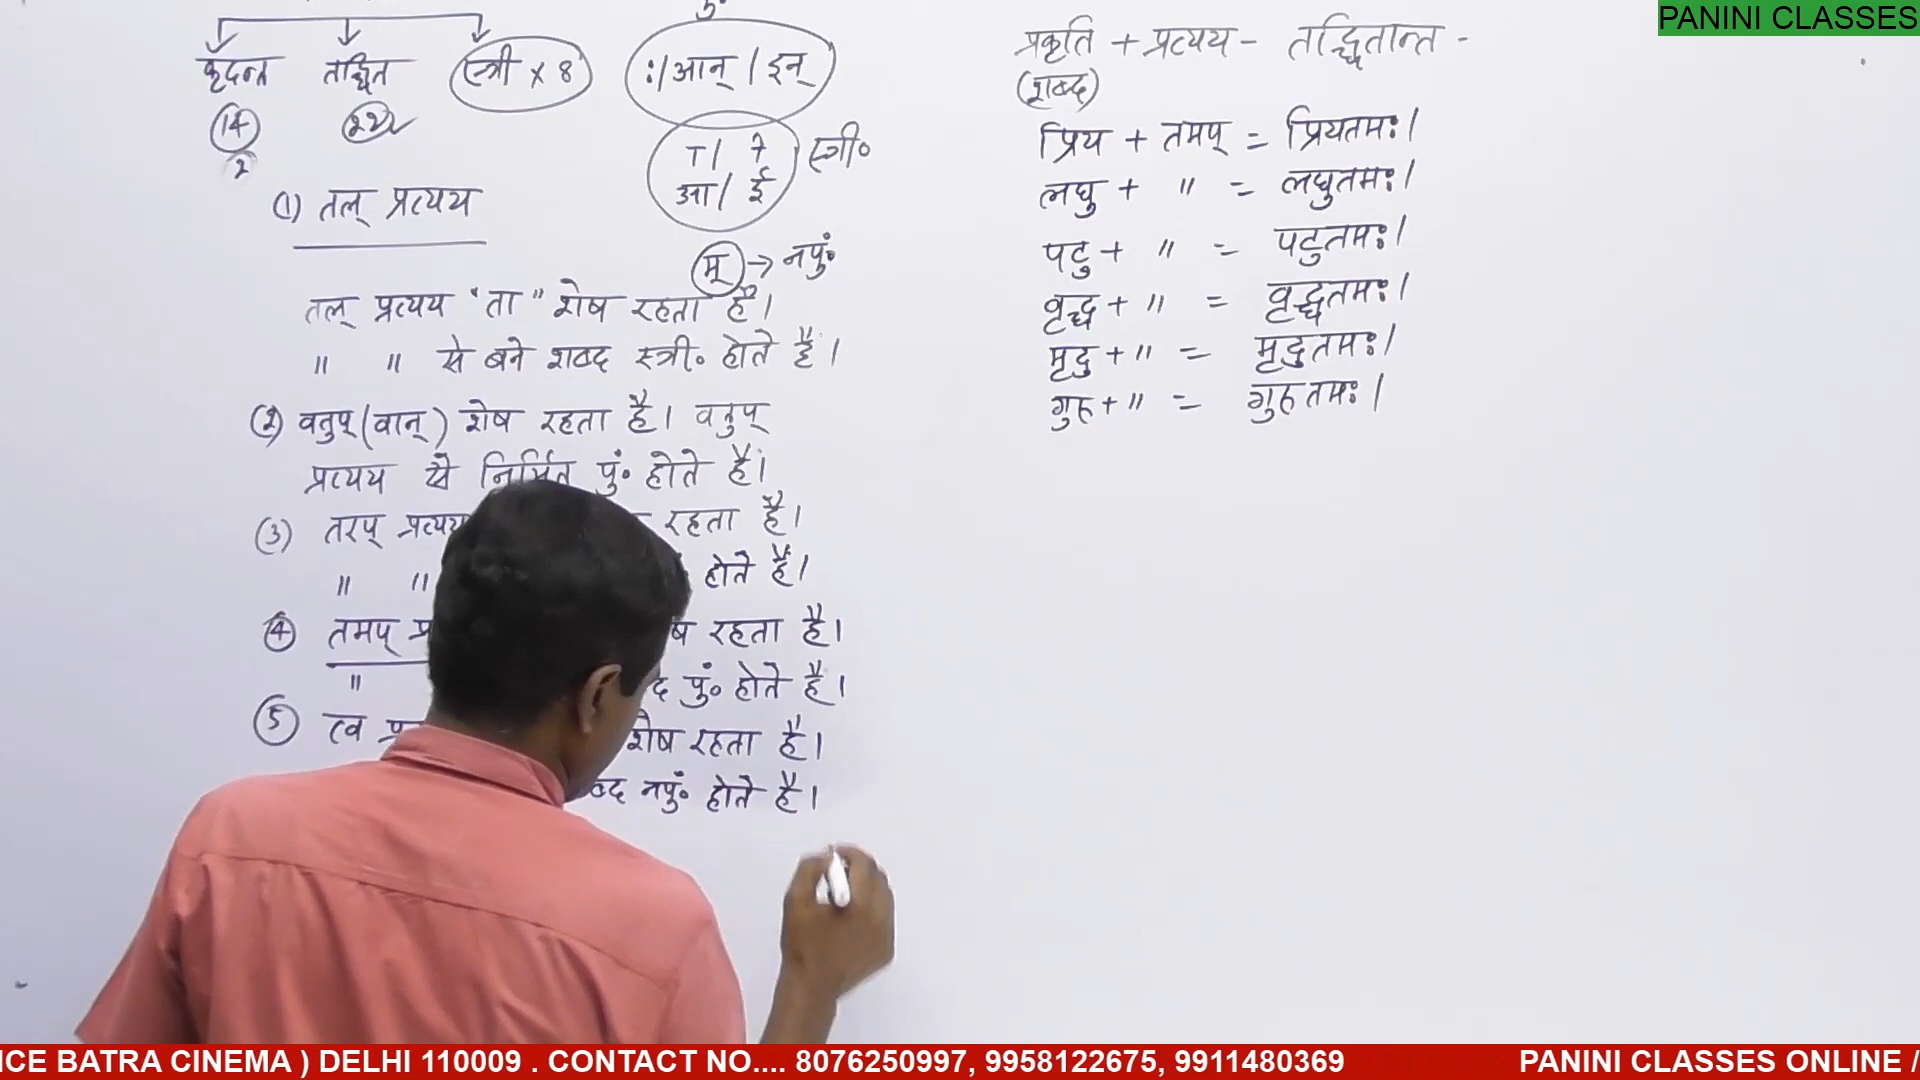 PANINI CLASSES
कृदन्त तद्धित स्त्री x 8 :/आन् / इन्
14 22
2
ा / ी स्त्री०
आ / ई
(1) तल् प्रत्यय
म् → नपुं०
तल् प्रत्यय "ता" शेष रहता है।
" " से बने शब्द स्त्री० होते हैं।
(2) वतुप् (वान्) शेष रहता है। वतुप्
प्रत्यय से निर्मित पुं० होते हैं।
(3) तरप् प्रत्यय रहता है।
" " होते हैं।
(4) तमप् रहता है।
" पुं० होते हैं।
(5) त्व शेष रहता है।
नपुं० होते है।
प्रकृति + प्रत्यय - तद्धितान्त -
(शब्द)
प्रिय + तमप् = प्रियतमः।
लघु + " = लघुतमः।
पटु + " = पटुतमः।
वृद्ध + " = वृद्धतमः।
मृदु + " = मृदुतमः।
गुरु + " = गुरुतमः।
ICE BATRA CINEMA ) DELHI 110009 . CONTACT NO.... 8076250997, 9958122675, 9911480369 PANINI CLASSES ONLINE /